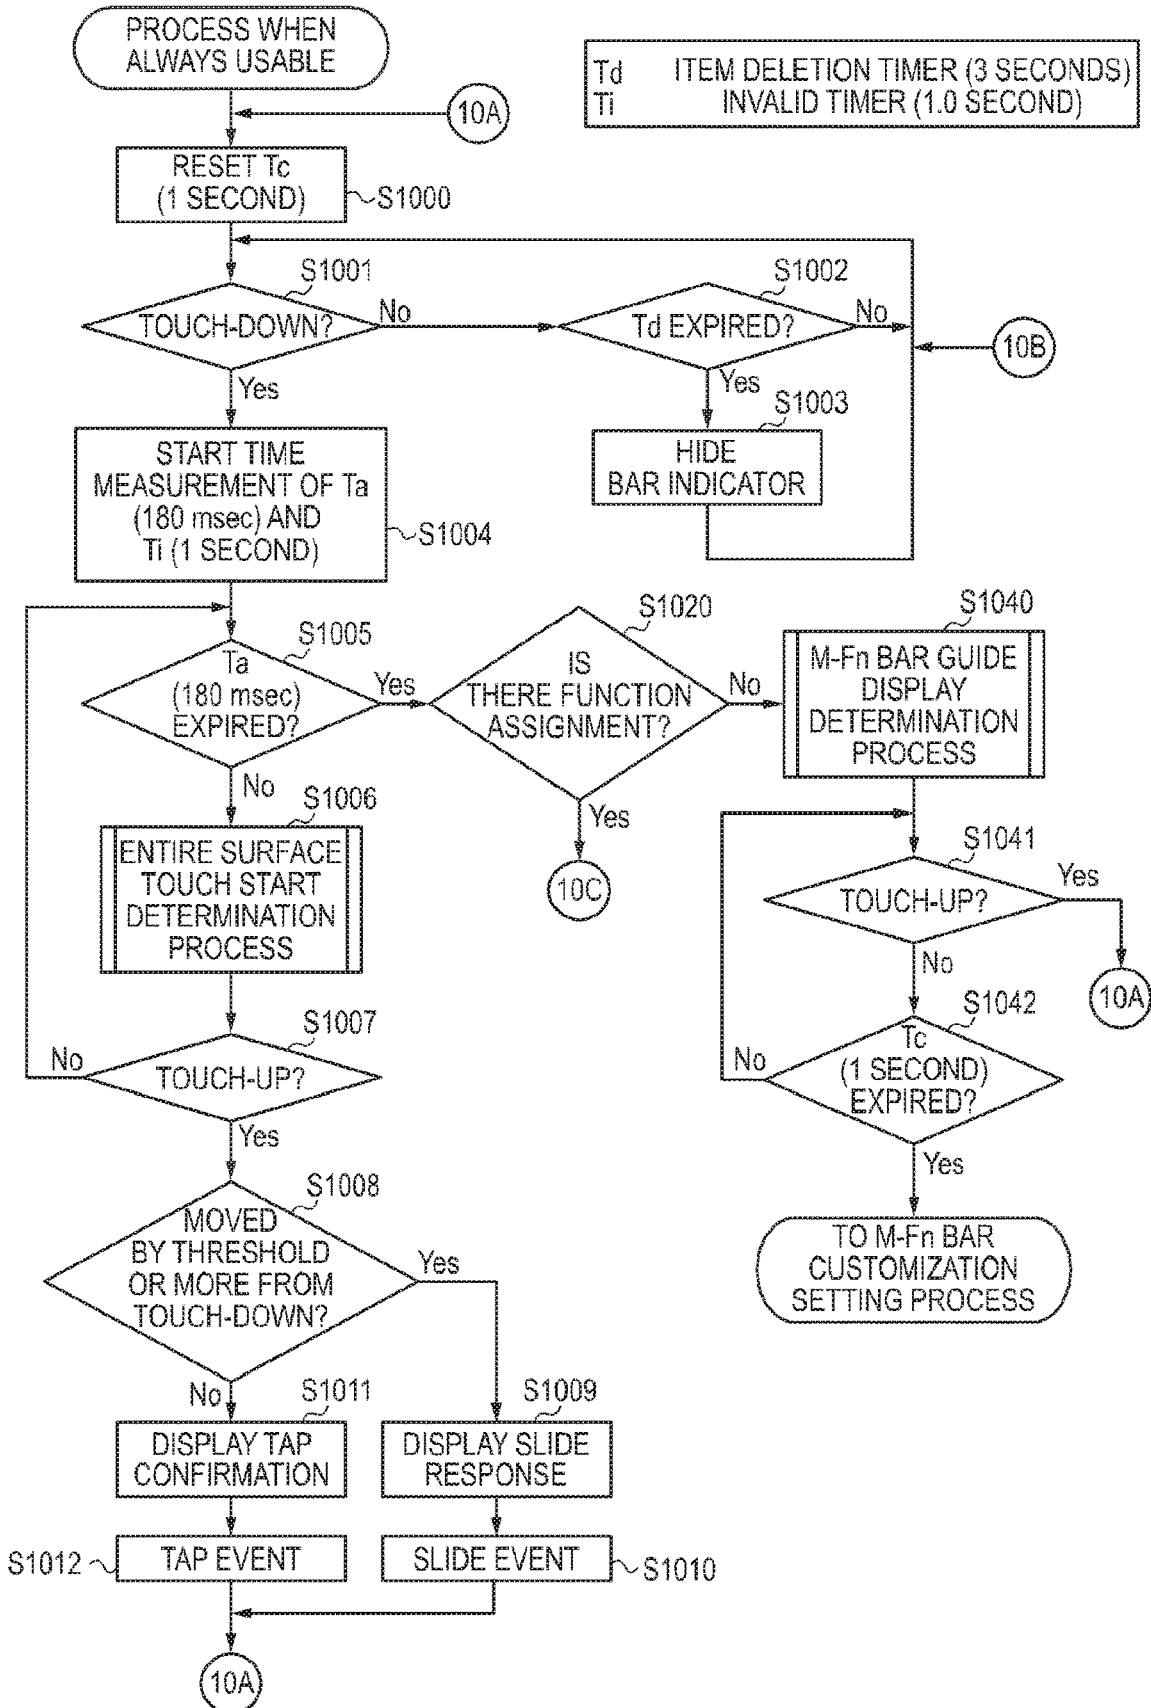 PROCESS WHEN
ALWAYS USABLE
Td ITEM DELETION TIMER (3 SECONDS)
Ti INVALID TIMER (1.0 SECOND)
10A
RESET Tc
(1 SECOND)
S1000
S1001
TOUCH-DOWN?
No
Yes
S1002
Td EXPIRED?
No
Yes
10B
S1003
HIDE
BAR INDICATOR
START TIME
MEASUREMENT OF Ta
(180 msec) AND
Ti (1 SECOND)
S1004
S1005
Ta
(180 msec)
EXPIRED?
Yes
No
S1020
IS
THERE FUNCTION
ASSIGNMENT?
No
Yes
10C
S1040
M-Fn BAR GUIDE
DISPLAY
DETERMINATION
PROCESS
S1006
ENTIRE SURFACE
TOUCH START
DETERMINATION
PROCESS
S1041
TOUCH-UP?
Yes
No
10A
S1007
TOUCH-UP?
No
Yes
S1042
Tc
(1 SECOND)
EXPIRED?
No
Yes
TO M-Fn BAR
CUSTOMIZATION
SETTING PROCESS
S1008
MOVED
BY THRESHOLD
OR MORE FROM
TOUCH-DOWN?
Yes
No
S1011
DISPLAY TAP
CONFIRMATION
S1009
DISPLAY SLIDE
RESPONSE
S1012
TAP EVENT
SLIDE EVENT
S1010
10A